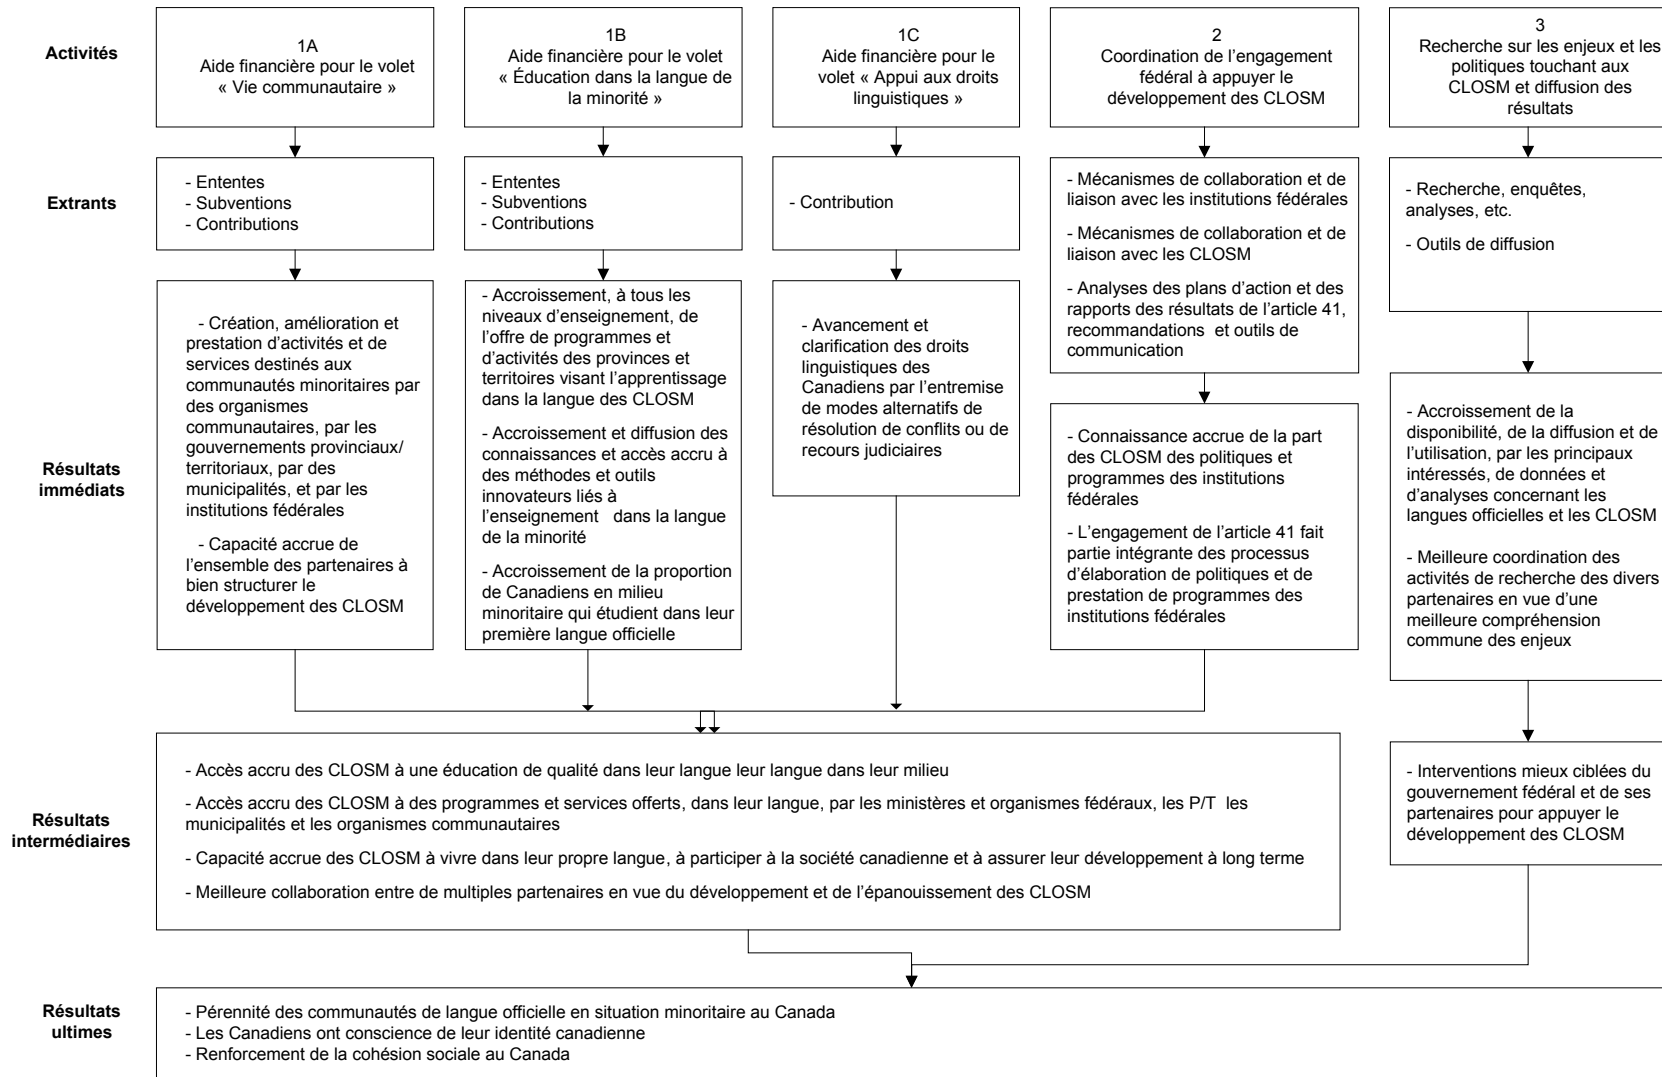 Activités
1A
Aide financière pour le volet
« Vie communautaire »
1B
Aide financière pour le volet
« Éducation dans la langue de
la minorité »
1C
Aide financière pour le
volet « Appui aux droits
linguistiques »
2
Coordination de l’engagement
fédéral à appuyer le
développement des CLOSM
3
Recherche sur les enjeux et les
politiques touchant aux
CLOSM et diffusion des
résultats
Extrants
- Ententes
- Subventions
- Contributions
- Ententes
- Subventions
- Contributions
- Contribution
- Mécanismes de collaboration et de
liaison avec les institutions fédérales
- Mécanismes de collaboration et de
liaison avec les CLOSM
- Analyses des plans d’action et des
rapports des résultats de l’article 41,
recommandations et outils de
communication
- Recherche, enquêtes,
analyses, etc.
- Outils de diffusion
Résultats
immédiats
- Création, amélioration et
prestation d’activités et de
services destinés aux
communautés minoritaires par
des organismes
communautaires, par les
gouvernements provinciaux/
territoriaux, par des
municipalités, et par les
institutions fédérales
- Capacité accrue de
l’ensemble des partenaires à
bien structurer le
développement des CLOSM
- Accroissement, à tous les
niveaux d’enseignement, de
l’offre de programmes et
d’activités des provinces et
territoires visant l’apprentissage
dans la langue des CLOSM
- Accroissement et diffusion des
connaissances et accès accru à
des méthodes et outils
innovateurs liés à
l’enseignement dans la langue
de la minorité
- Accroissement de la proportion
de Canadiens en milieu
minoritaire qui étudient dans leur
première langue officielle
- Avancement et
clarification des droits
linguistiques des
Canadiens par l’entremise
de modes alternatifs de
résolution de conflits ou de
recours judiciaires
- Connaissance accrue de la part
des CLOSM des politiques et
programmes des institutions
fédérales
- L’engagement de l’article 41 fait
partie intégrante des processus
d’élaboration de politiques et de
prestation de programmes des
institutions fédérales
- Accroissement de la
disponibilité, de la diffusion et de
l’utilisation, par les principaux
intéressés, de données et
d’analyses concernant les
langues officielles et les CLOSM
- Meilleure coordination des
activités de recherche des divers
partenaires en vue d’une
meilleure compréhension
commune des enjeux
Résultats
intermédiaires
- Accès accru des CLOSM à une éducation de qualité dans leur langue leur langue dans leur milieu
- Accès accru des CLOSM à des programmes et services offerts, dans leur langue, par les ministères et organismes fédéraux, les P/T les
municipalités et les organismes communautaires
- Capacité accrue des CLOSM à vivre dans leur propre langue, à participer à la société canadienne et à assurer leur développement à long terme
- Meilleure collaboration entre de multiples partenaires en vue du développement et de l’épanouissement des CLOSM
- Interventions mieux ciblées du
gouvernement fédéral et de ses
partenaires pour appuyer le
développement des CLOSM
Résultats
ultimes
- Pérennité des communautés de langue officielle en situation minoritaire au Canada
- Les Canadiens ont conscience de leur identité canadienne
- Renforcement de la cohésion sociale au Canada